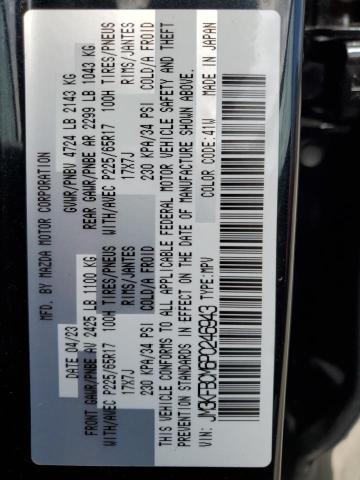 MFD BY MAZDA MOTOR CORPORATION
DATE 04/23 GVWR/PNBV 4724 LB 2143 KG
FRONT GAWR/PNBE AV 2425 LB 1100 KG REAR GAWR/PNBE AR 2299 LB 1043 KG
WITH/AVEC P225/65R17 100H TIRES/PNEUS WITH/AVEC P225/65R17 100H TIRES/PNEUS
17X7J RIMS/JANTES 17X7J RIMS/JANTES
230 KPA/34 PSI COLD/A FROID 230 KPA/34 PSI COLD/A FROID
THIS VEHICLE CONFORMS TO ALL APPLICABLE FEDERAL MOTOR VEHICLE SAFETY AND THEFT
PREVENTION STANDARDS IN EFFECT ON THE DATE OF MANUFACTURE SHOWN ABOVE.
VIN: JM3KFBXM6P0246943 TYPE:MPV COLOR: 41W MADE IN JAPAN